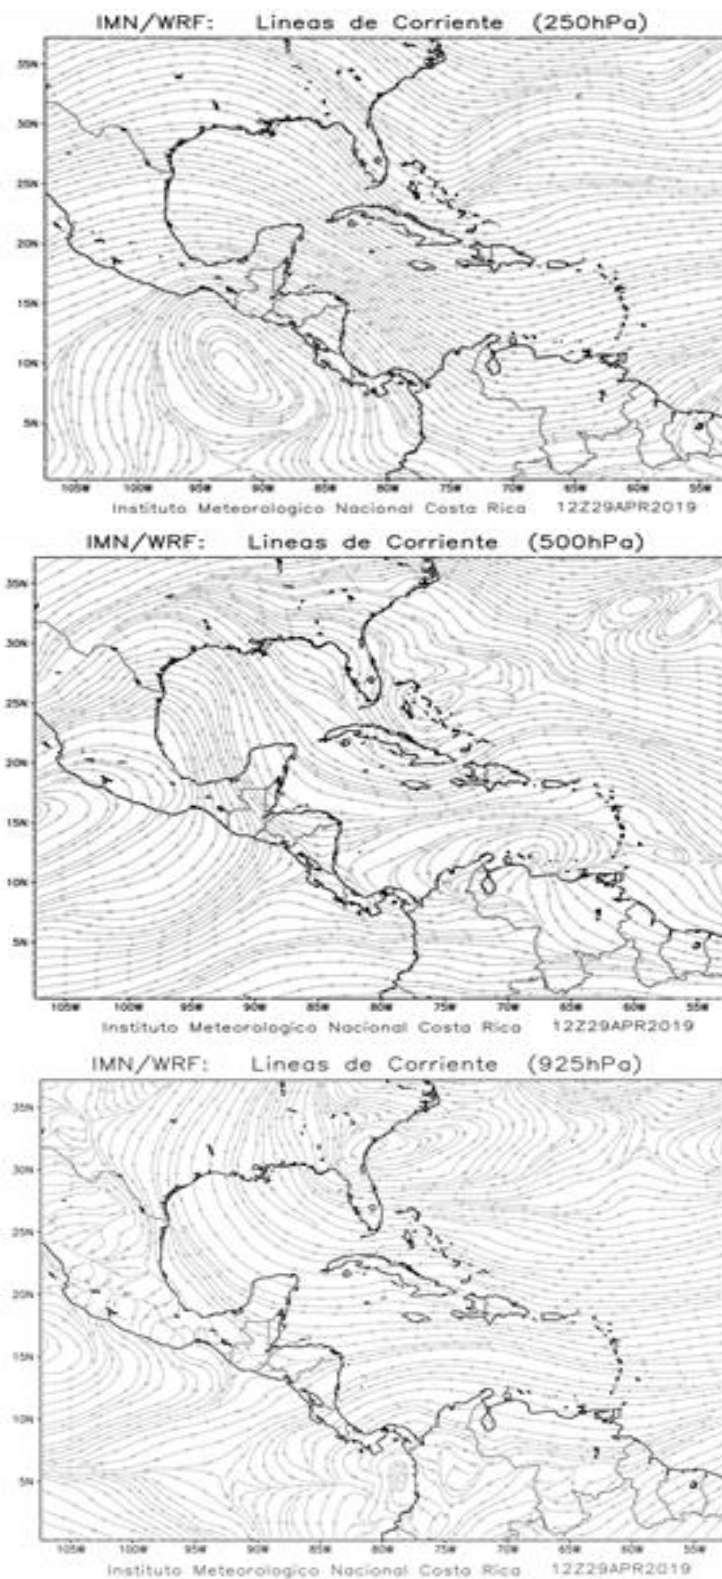 IMN/WRF: Lineas de Corriente (250hPa)
35N
30N
25N
20N
15N
10N
5N
105W 100W 95W 90W 85W 80W 75W 70W 65W 60W 55W
Instituto Meteorologico Nacional Costa Rica 12Z29APR2019
IMN/WRF: Lineas de Corriente (500hPa)
35N
30N
25N
20N
15N
10N
5N
105W 100W 95W 90W 85W 80W 75W 70W 65W 60W 55W
Instituto Meteorologico Nacional Costa Rica 12Z29APR2019
IMN/WRF: Lineas de Corriente (925hPa)
35N
30N
25N
20N
15N
10N
5N
105W 100W 95W 90W 85W 80W 75W 70W 65W 60W 55W
Instituto Meteorologico Nacional Costa Rica 12Z29APR2019